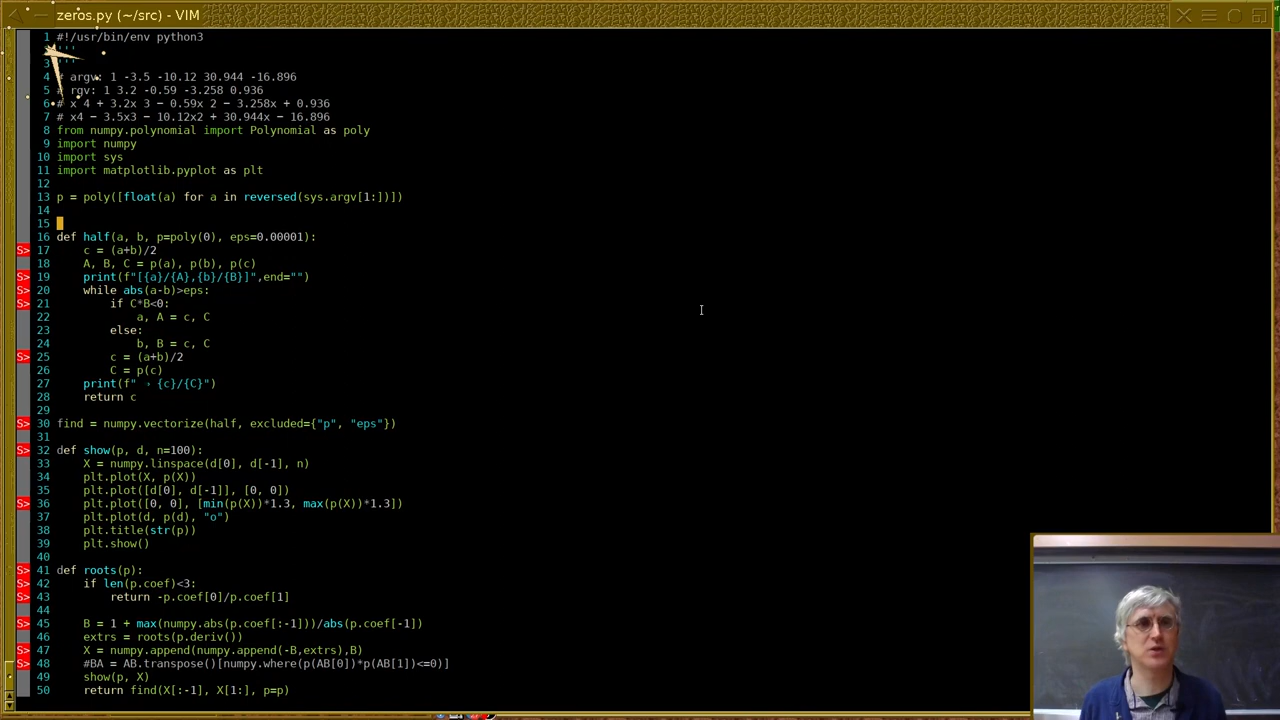 zeros.py (~/src) - VIM
1 #!/usr/bin/env python3
'''
3 '''
4 # argv: 1 -3.5 -10.12 30.944 -16.896
5 # rgv: 1 3.2 -0.59 -3.258 0.936
6 # x 4 + 3.2x 3 − 0.59x 2 − 3.258x + 0.936
7 # x4 − 3.5x3 − 10.12x2 + 30.944x − 16.896
8 from numpy.polynomial import Polynomial as poly
9 import numpy
10 import sys
11 import matplotlib.pyplot as plt
12
13 p = poly([float(a) for a in reversed(sys.argv[1:])])
14
15
16 def half(a, b, p=poly(0), eps=0.00001):
S> 17     c = (a+b)/2
18     A, B, C = p(a), p(b), p(c)
S> 19     print(f"[{a}/{A},{b}/{B}]",end="")
S> 20     while abs(a-b)>eps:
S> 21         if C*B<0:
22             a, A = c, C
23         else:
24             b, B = c, C
S> 25         c = (a+b)/2
26         C = p(c)
27     print(f" {c}/{C}")
28     return c
29
S> 30 find = numpy.vectorize(half, excluded={"p", "eps"})
31
S> 32 def show(p, d, n=100):
33     X = numpy.linspace(d[0], d[-1], n)
34     plt.plot(X, p(X))
35     plt.plot([d[0], d[-1]], [0, 0])
S> 36     plt.plot([0, 0], [min(p(X))*1.3, max(p(X))*1.3])
37     plt.plot(d, p(d), "o")
38     plt.title(str(p))
39     plt.show()
40
S> 41 def roots(p):
S> 42     if len(p.coef)<3:
S> 43         return -p.coef[0]/p.coef[1]
44
S> 45     B = 1 + max(numpy.abs(p.coef[:-1]))/abs(p.coef[-1])
46     extrs = roots(p.deriv())
S> 47     X = numpy.append(numpy.append(-B,extrs),B)
S> 48     #BA = AB.transpose()[numpy.where(p(AB[0])*p(AB[1])<=0)]
49     show(p, X)
50     return find(X[:-1], X[1:], p=p)